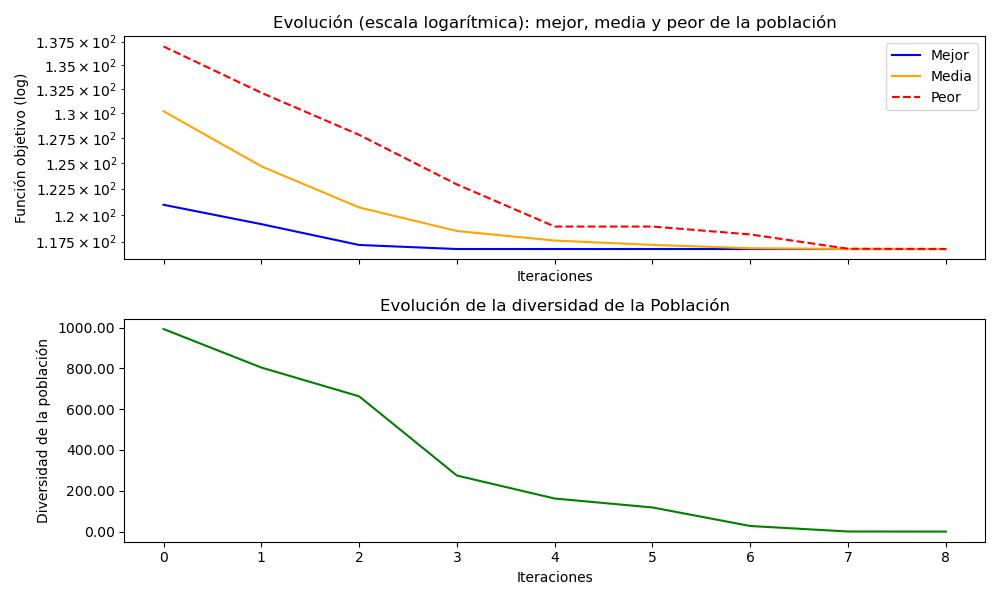 Evolución (escala logarítmica): mejor, media y peor de la población
Función objetivo (log)
1.375 × 10²
1.35 × 10²
1.325 × 10²
1.3 × 10²
1.275 × 10²
1.25 × 10²
1.225 × 10²
1.2 × 10²
1.175 × 10²
Mejor
Media
Peor
Iteraciones
Evolución de la diversidad de la Población
Diversidad de la población
1000.00
800.00
600.00
400.00
200.00
0.00
0 1 2 3 4 5 6 7 8
Iteraciones